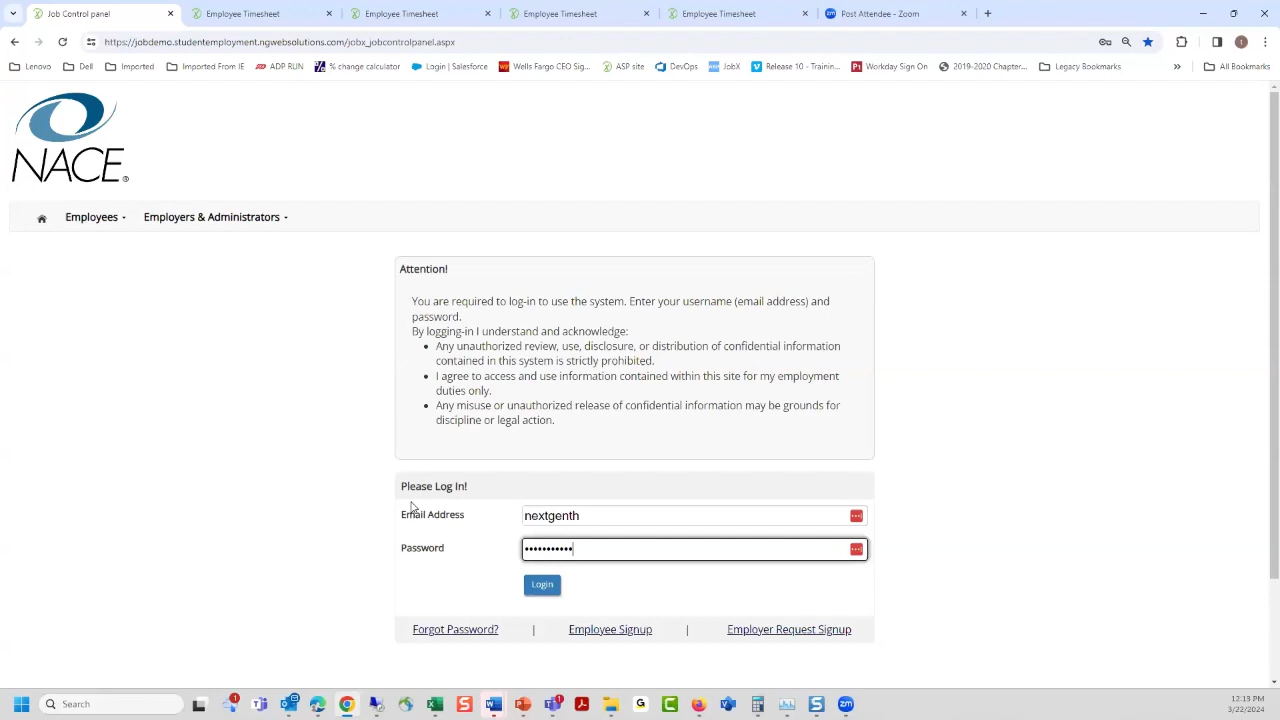 Job Control panel
Employee Timesheet
Employee Timesheet
Employee Timesheet
Employee Timesheet
zm Post Attendee - Zoom
https://jobdemo.studentemployment.ngwebsolutions.com/jobx_jobcontrolpanel.aspx
t
Lenovo Dell Imported Imported From IE ADP RUN % change calculator Login | Salesforce Wells Fargo CEO Sig... ASP site DevOps JobX Release 10 - Trainin... Workday Sign On 2019-2020 Chapter... Legacy Bookmarks » All Bookmarks
NACE®
Employees Employers & Administrators
Attention!
You are required to log-in to use the system. Enter your username (email address) and
password.
By logging-in I understand and acknowledge:
• Any unauthorized review, use, disclosure, or distribution of confidential information
contained in this system is strictly prohibited.
• I agree to access and use information contained within this site for my employment
duties only.
• Any misuse or unauthorized release of confidential information may be grounds for
discipline or legal action.
Please Log In!
Email Address nextgenth
Password •••••••••••
Login
Forgot Password? | Employee Signup | Employer Request Signup
Search
12:13 PM
3/22/2024